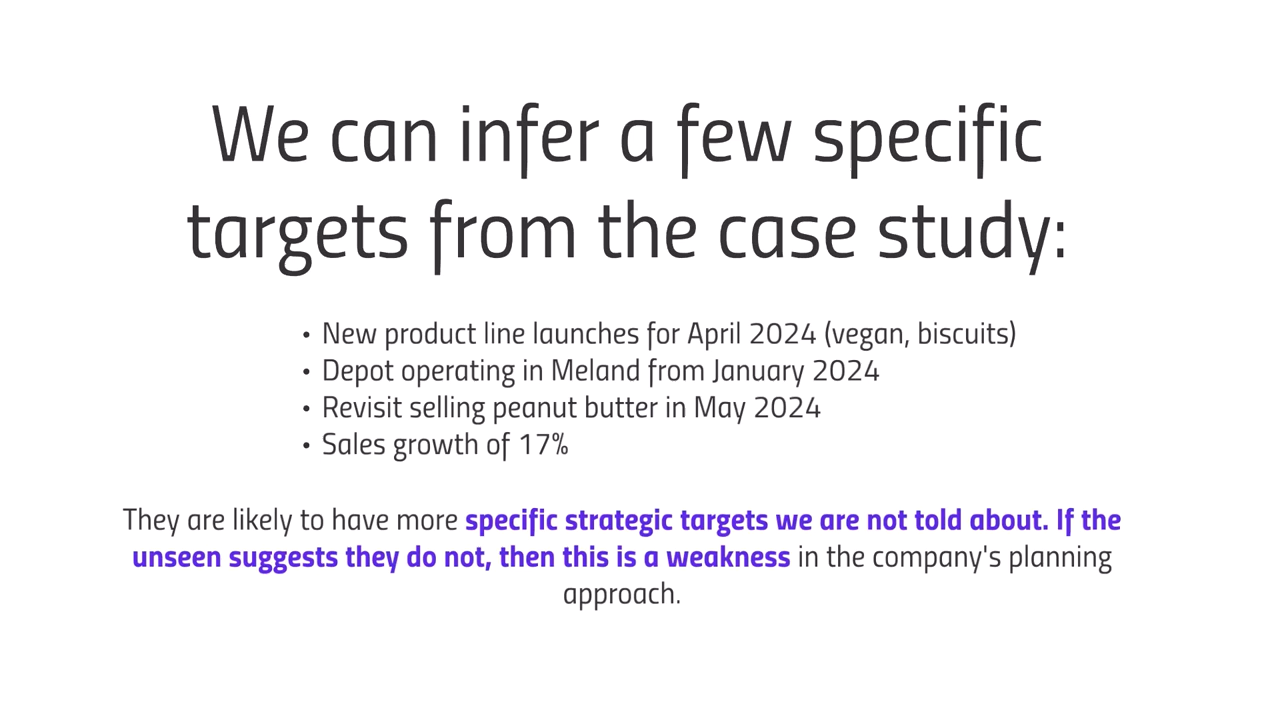 We can infer a few specific
targets from the case study:
• New product line launches for April 2024 (vegan, biscuits)
• Depot operating in Meland from January 2024
• Revisit selling peanut butter in May 2024
• Sales growth of 17%
They are likely to have more specific strategic targets we are not told about. If the
unseen suggests they do not, then this is a weakness in the company's planning
approach.